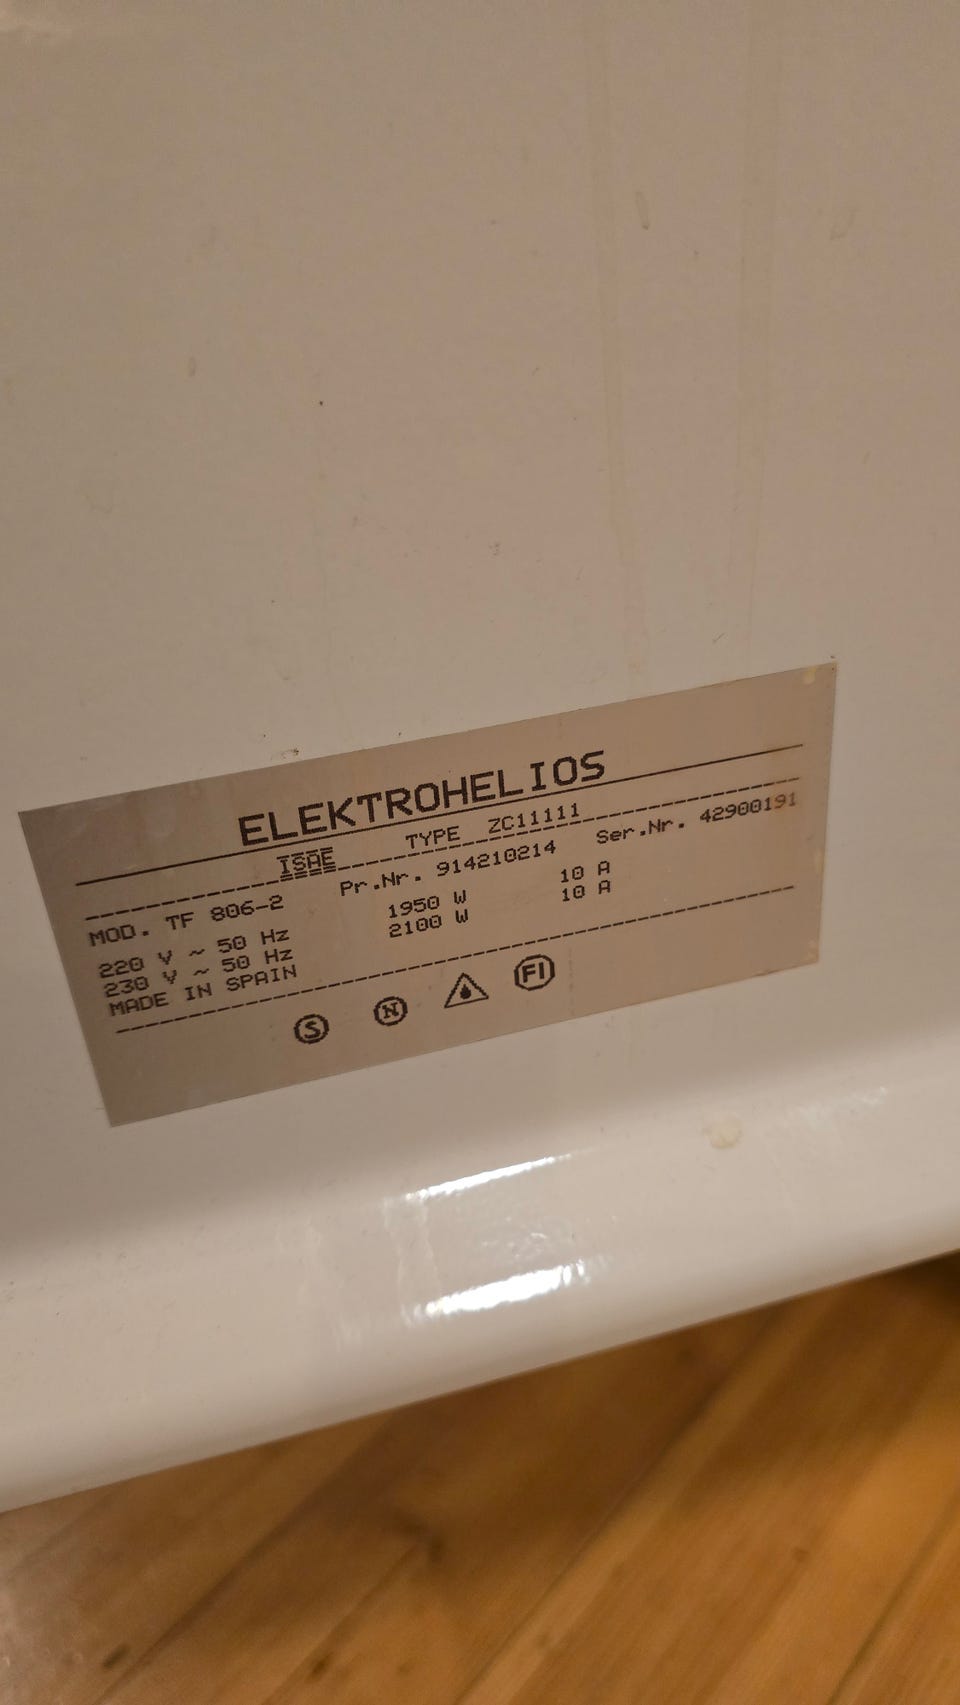 ELEKTROHELIOS
ISAE TYPE ZC11111
MOD. TF 806-2 Pr.Nr. 914210214 Ser.Nr. 42900191
220 V ~ 50 Hz 1950 W 10 A
230 V ~ 50 Hz 2100 W 10 A
MADE IN SPAIN
S N FI